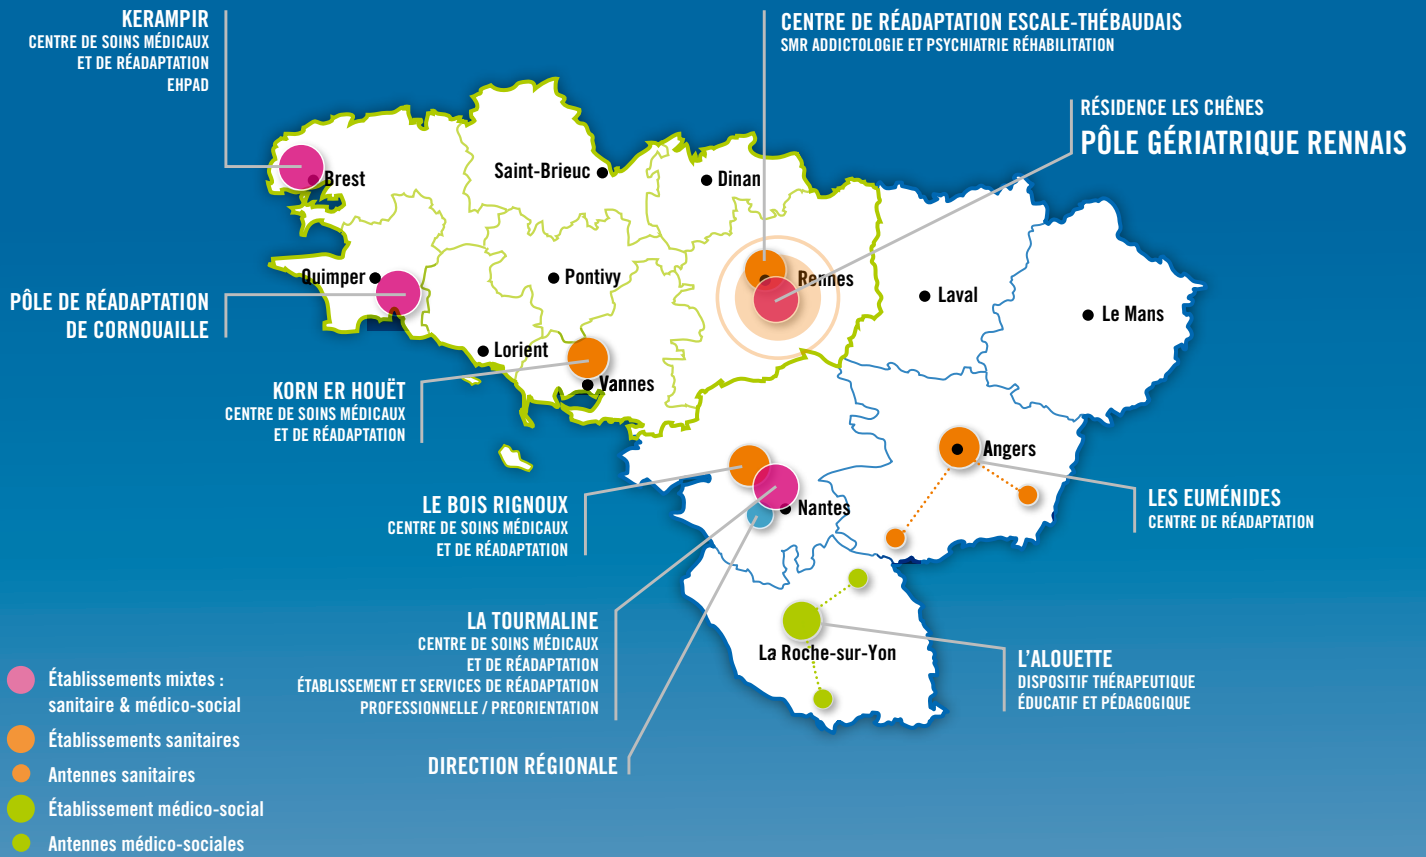 KERAMPIR
CENTRE DE SOINS MÉDICAUX
ET DE RÉADAPTATION
EHPAD
CENTRE DE RÉADAPTATION ESCALE-THÉBAUDAIS
SMR ADDICTOLOGIE ET PSYCHIATRIE RÉHABILITATION
RÉSIDENCE LES CHÊNES
PÔLE GÉRIATRIQUE RENNAIS
Brest
Saint-Brieuc
Dinan
Quimper
Pontivy
Rennes
Laval
Le Mans
PÔLE DE RÉADAPTATION
DE CORNOUAILLE
Lorient
Vannes
KORN ER HOUËT
CENTRE DE SOINS MÉDICAUX
ET DE RÉADAPTATION
Angers
LE BOIS RIGNOUX
CENTRE DE SOINS MÉDICAUX
ET DE RÉADAPTATION
Nantes
LES EUMÉNIDES
CENTRE DE RÉADAPTATION
LA TOURMALINE
CENTRE DE SOINS MÉDICAUX
ET DE RÉADAPTATION
ÉTABLISSEMENT ET SERVICES DE RÉADAPTATION
PROFESSIONNELLE / PREORIENTATION
La Roche-sur-Yon
L'ALOUETTE
DISPOSITIF THÉRAPEUTIQUE
ÉDUCATIF ET PÉDAGOGIQUE
DIRECTION RÉGIONALE
Établissements mixtes :
sanitaire & médico-social
Établissements sanitaires
Antennes sanitaires
Établissement médico-social
Antennes médico-sociales